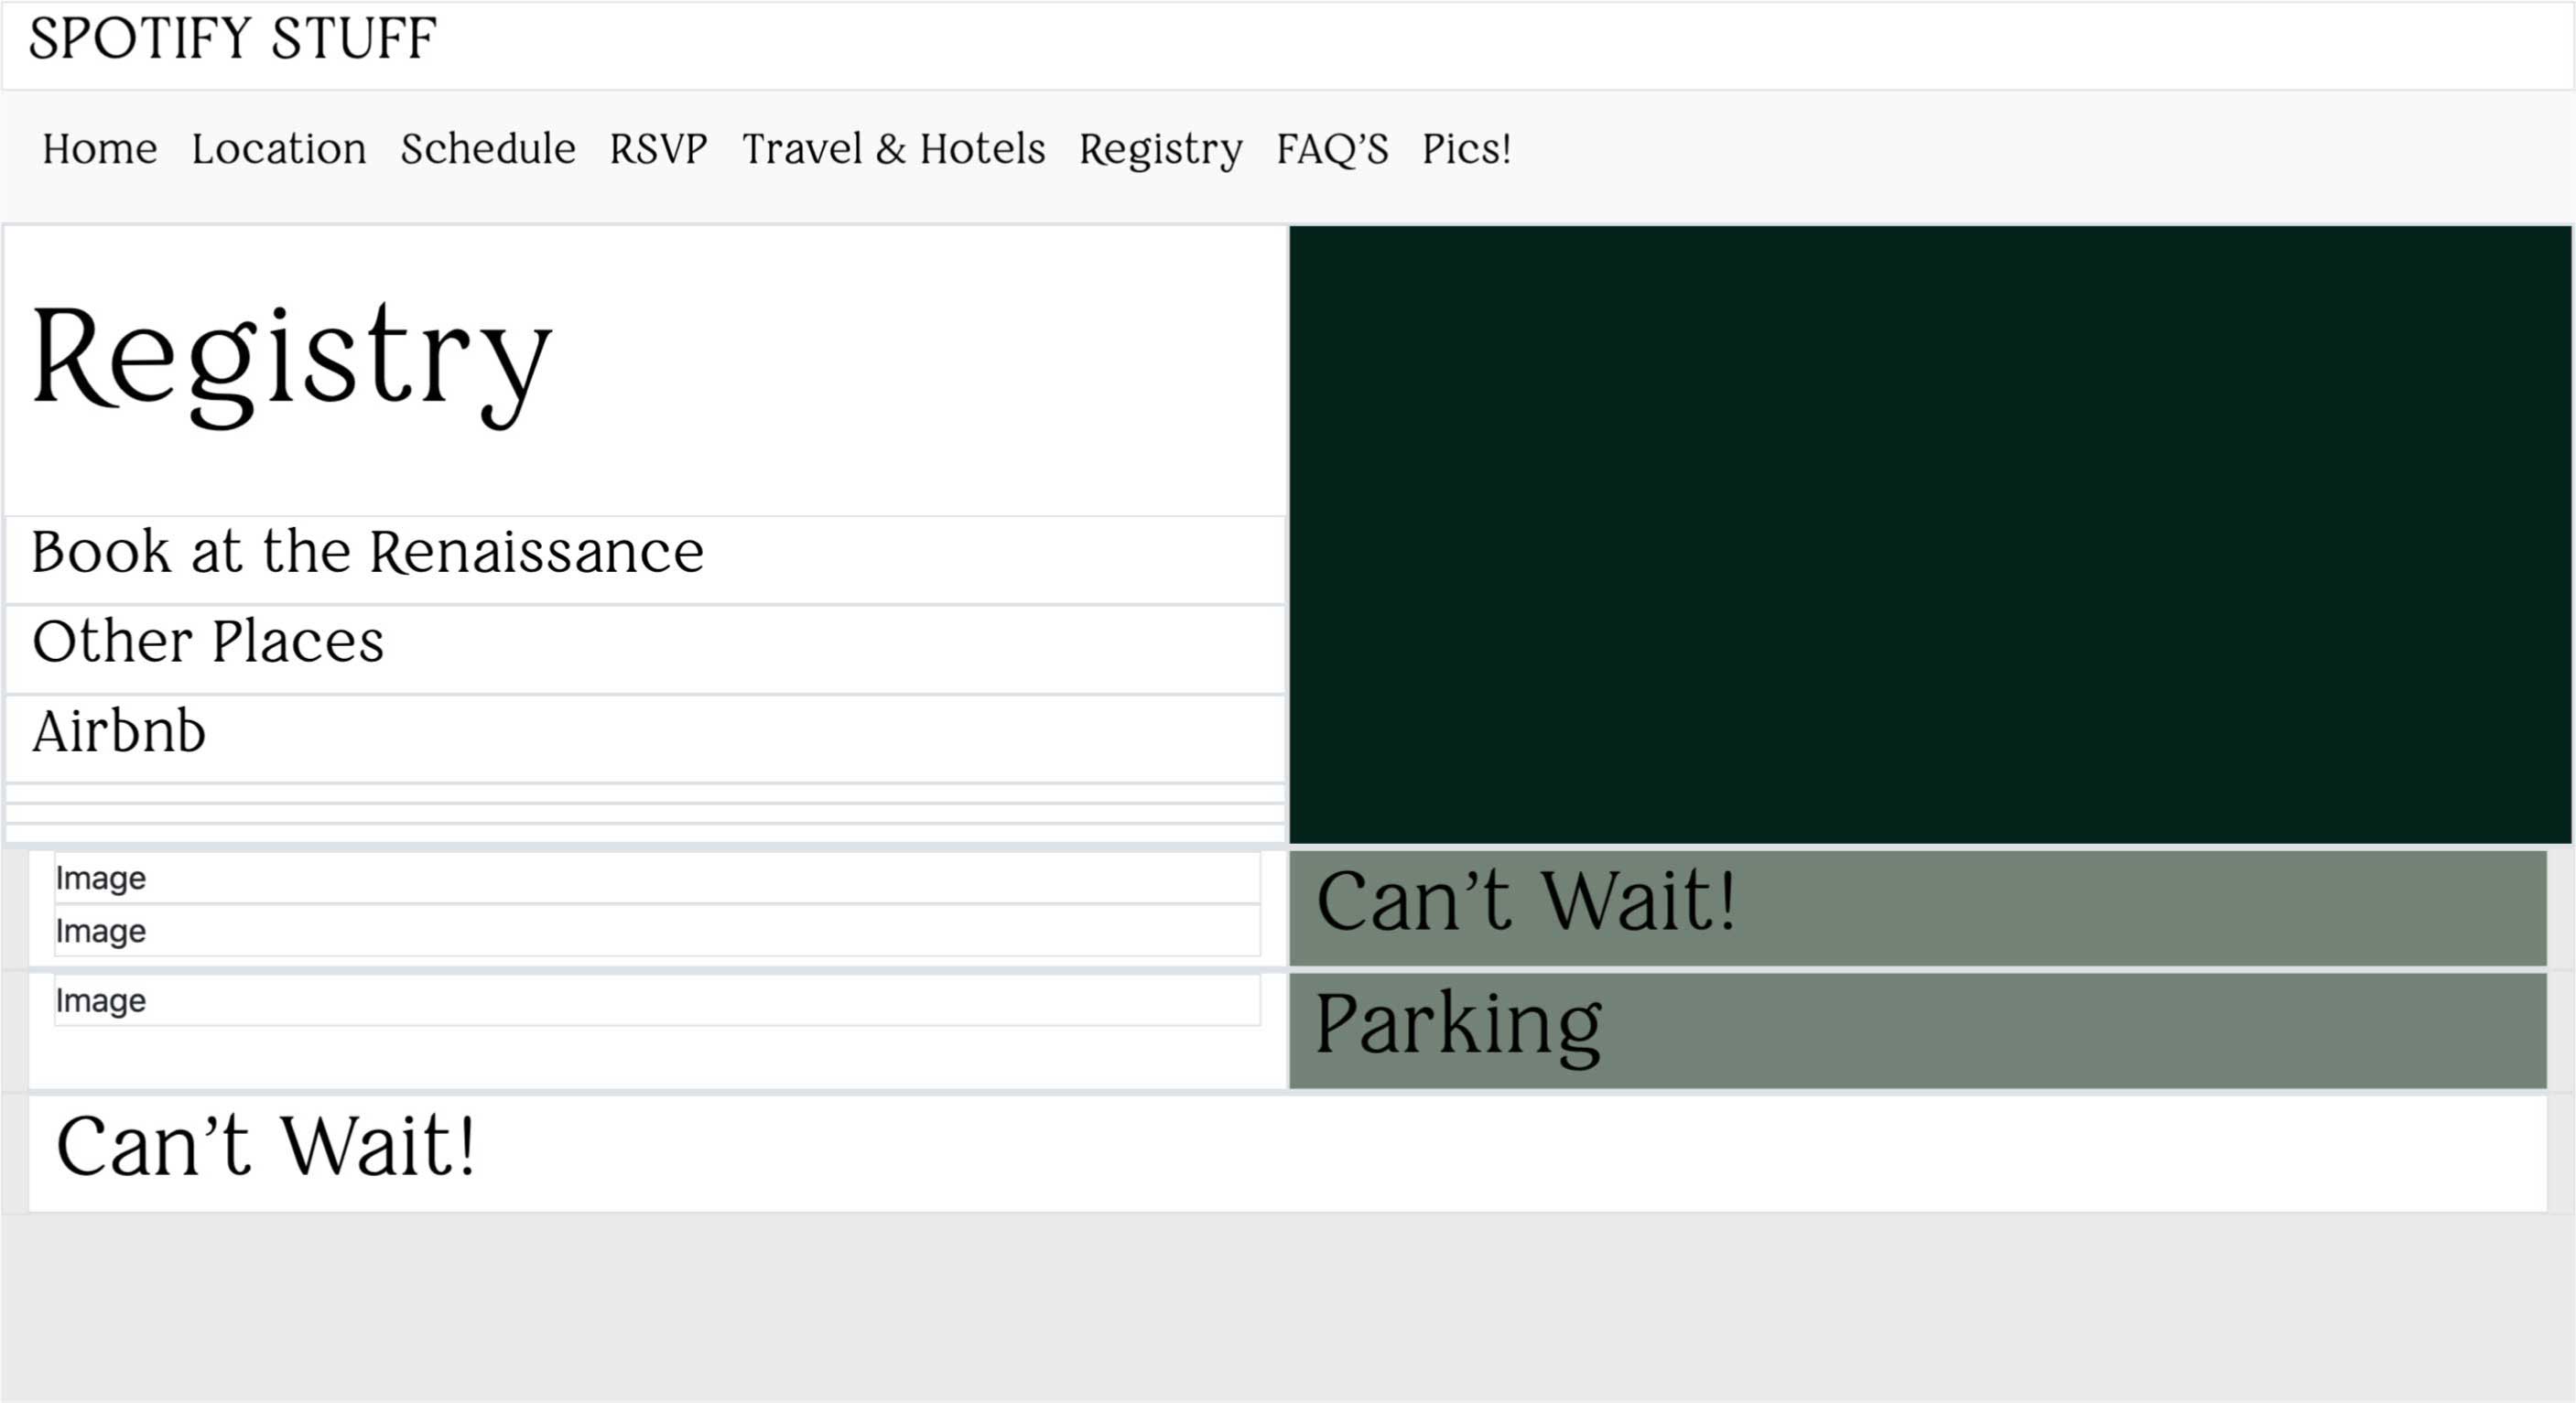 SPOTIFY STUFF
Home Location Schedule RSVP Travel & Hotels Registry FAQ’S Pics!
Registry
Book at the Renaissance
Other Places
Airbnb
Image
Image
Can’t Wait!
Image
Parking
Can’t Wait!